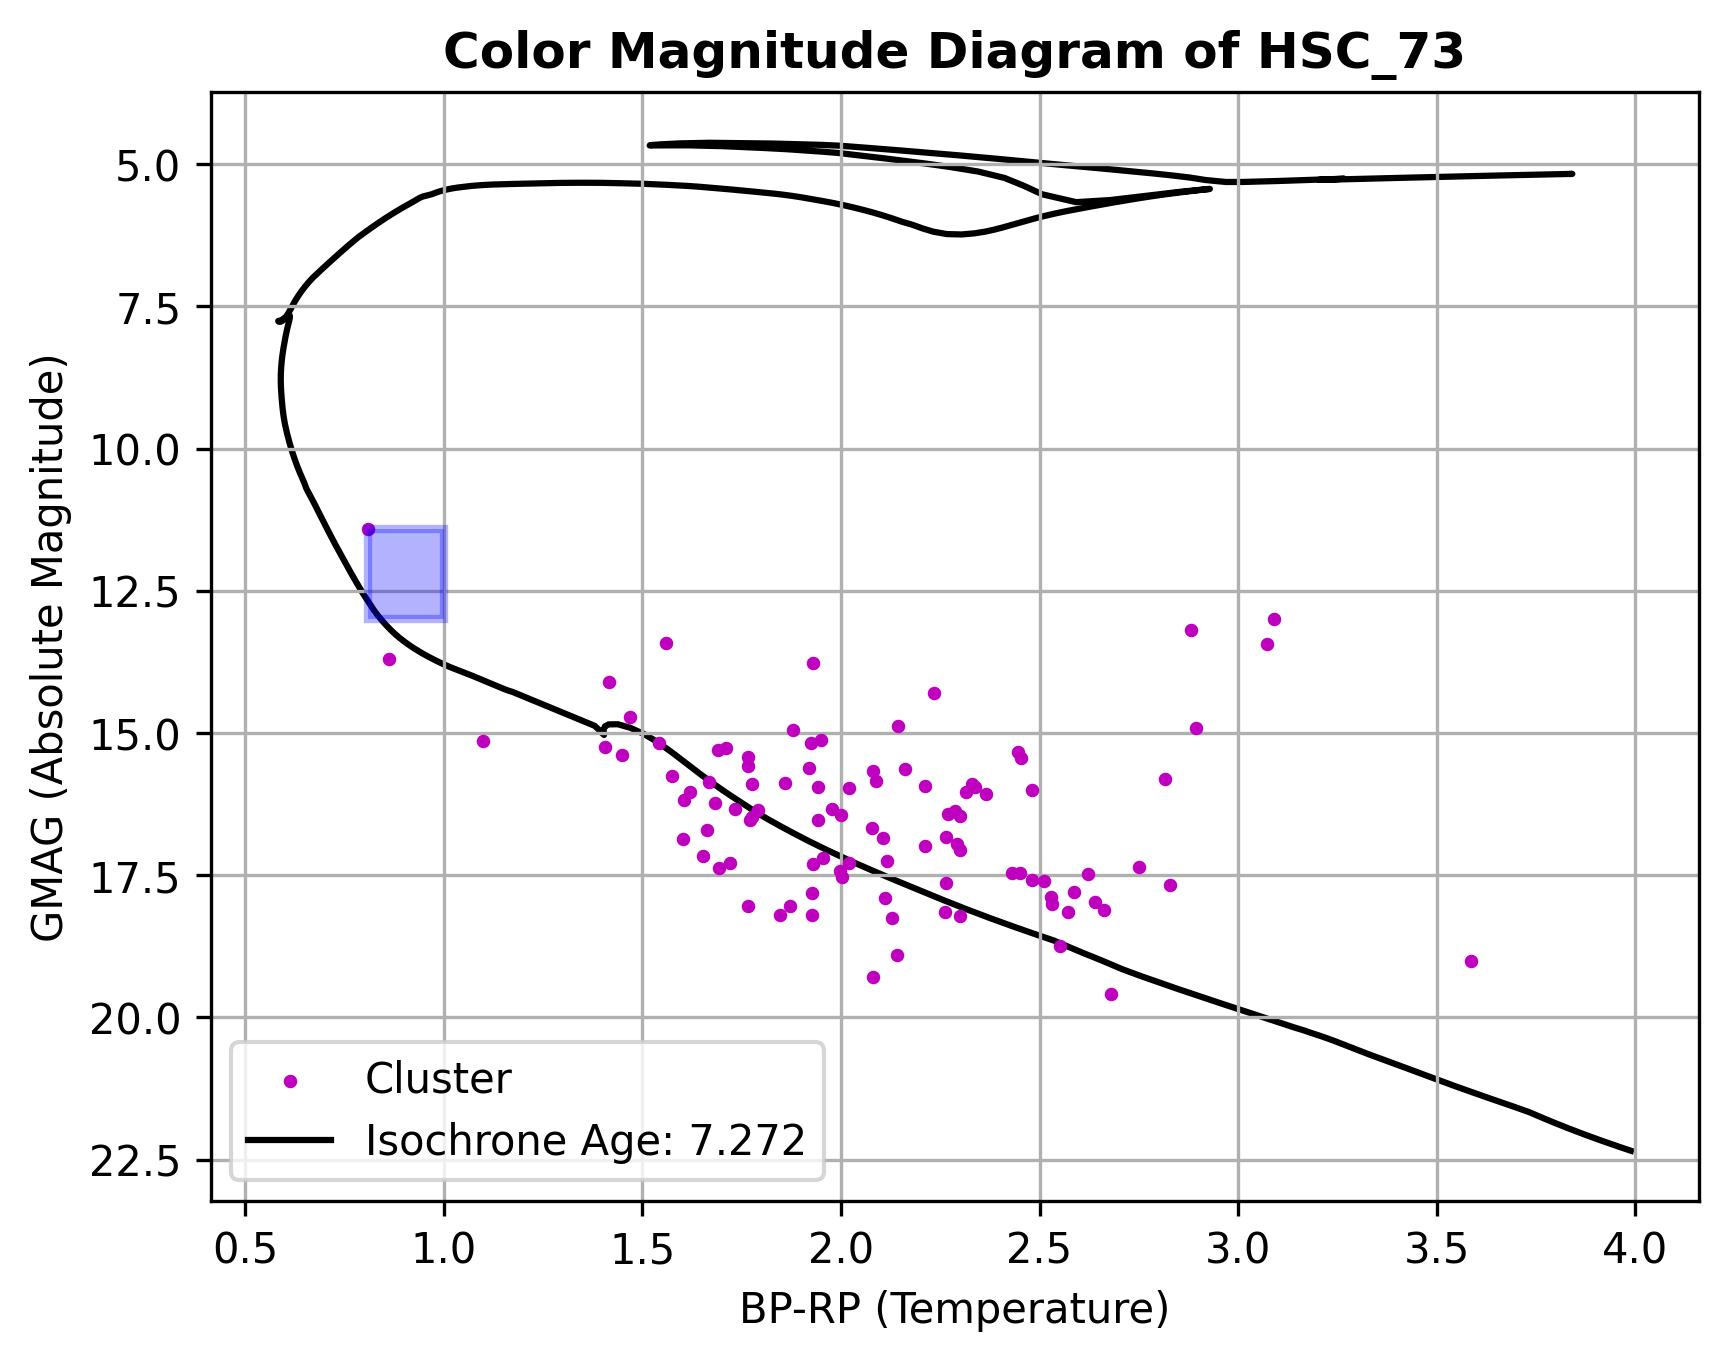 Color Magnitude Diagram of HSC_73
GMAG (Absolute Magnitude)
5.0
7.5
10.0
12.5
15.0
17.5
20.0
22.5
Cluster
Isochrone Age: 7.272
0.5 1.0 1.5 2.0 2.5 3.0 3.5 4.0
BP-RP (Temperature)